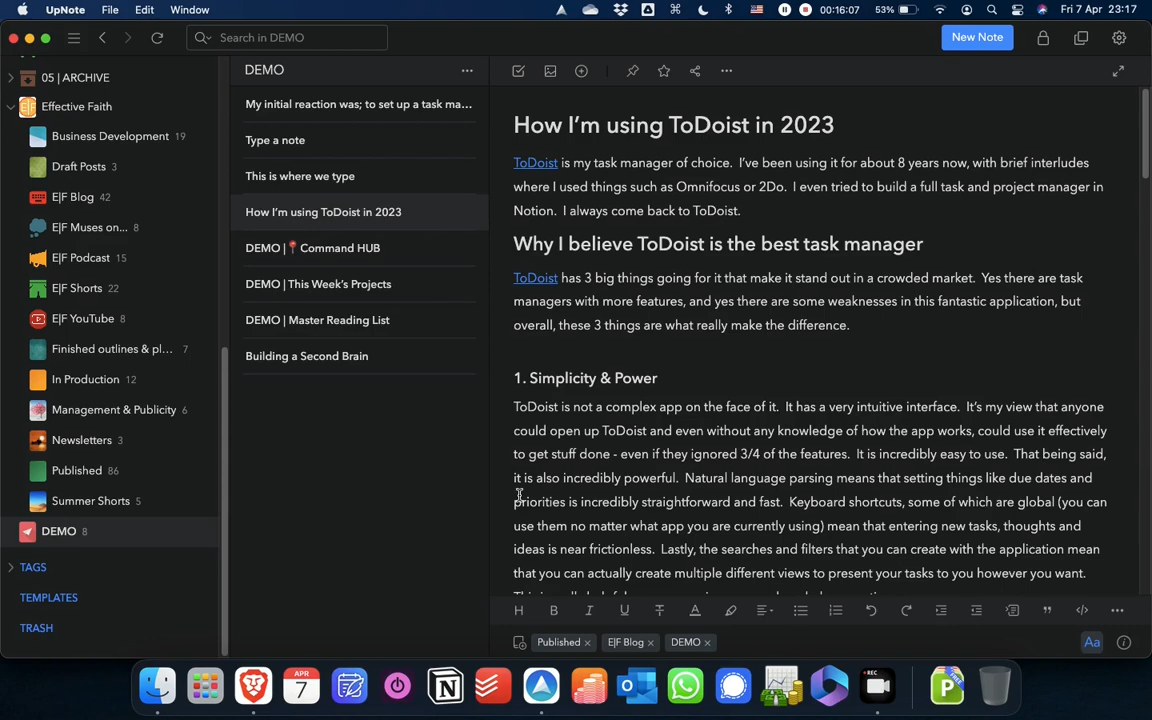 UpNote File Edit Window 00:16:07 53% Fri 7 Apr 23:17
Search in DEMO
New Note
05 | ARCHIVE
Effective Faith
Business Development 19
Draft Posts 3
E|F Blog 42
E|F Muses on... 8
E|F Podcast 15
E|F Shorts 22
E|F YouTube 8
Finished outlines & pl... 7
In Production 12
Management & Publicity 6
Newsletters 3
Published 86
Summer Shorts 5
DEMO 8
TAGS
TEMPLATES
TRASH
DEMO
My initial reaction was; to set up a task ma...
Type a note
This is where we type
How I'm using ToDoist in 2023
DEMO |📍Command HUB
DEMO | This Week's Projects
DEMO | Master Reading List
Building a Second Brain
How I'm using ToDoist in 2023
ToDoist is my task manager of choice. I've been using it for about 8 years now, with brief interludes
where I used things such as Omnifocus or 2Do. I even tried to build a full task and project manager in
Notion. I always come back to ToDoist.
Why I believe ToDoist is the best task manager
ToDoist has 3 big things going for it that make it stand out in a crowded market. Yes there are task
managers with more features, and yes there are some weaknesses in this fantastic application, but
overall, these 3 things are what really make the difference.
1. Simplicity & Power
ToDoist is not a complex app on the face of it. It has a very intuitive interface. It's my view that anyone
could open up ToDoist and even without any knowledge of how the app works, could use it effectively
to get stuff done - even if they ignored 3/4 of the features. It is incredibly easy to use. That being said,
it is also incredibly powerful. Natural language parsing means that setting things like due dates and
priorities is incredibly straightforward and fast. Keyboard shortcuts, some of which are global (you can
use them no matter what app you are currently using) mean that entering new tasks, thoughts and
ideas is near frictionless. Lastly, the searches and filters that you can create with the application mean
that you can actually create multiple different views to present your tasks to you however you want.
H B I U T A
Published × E|F Blog × DEMO ×
Aa
APR
7
REC
FREE